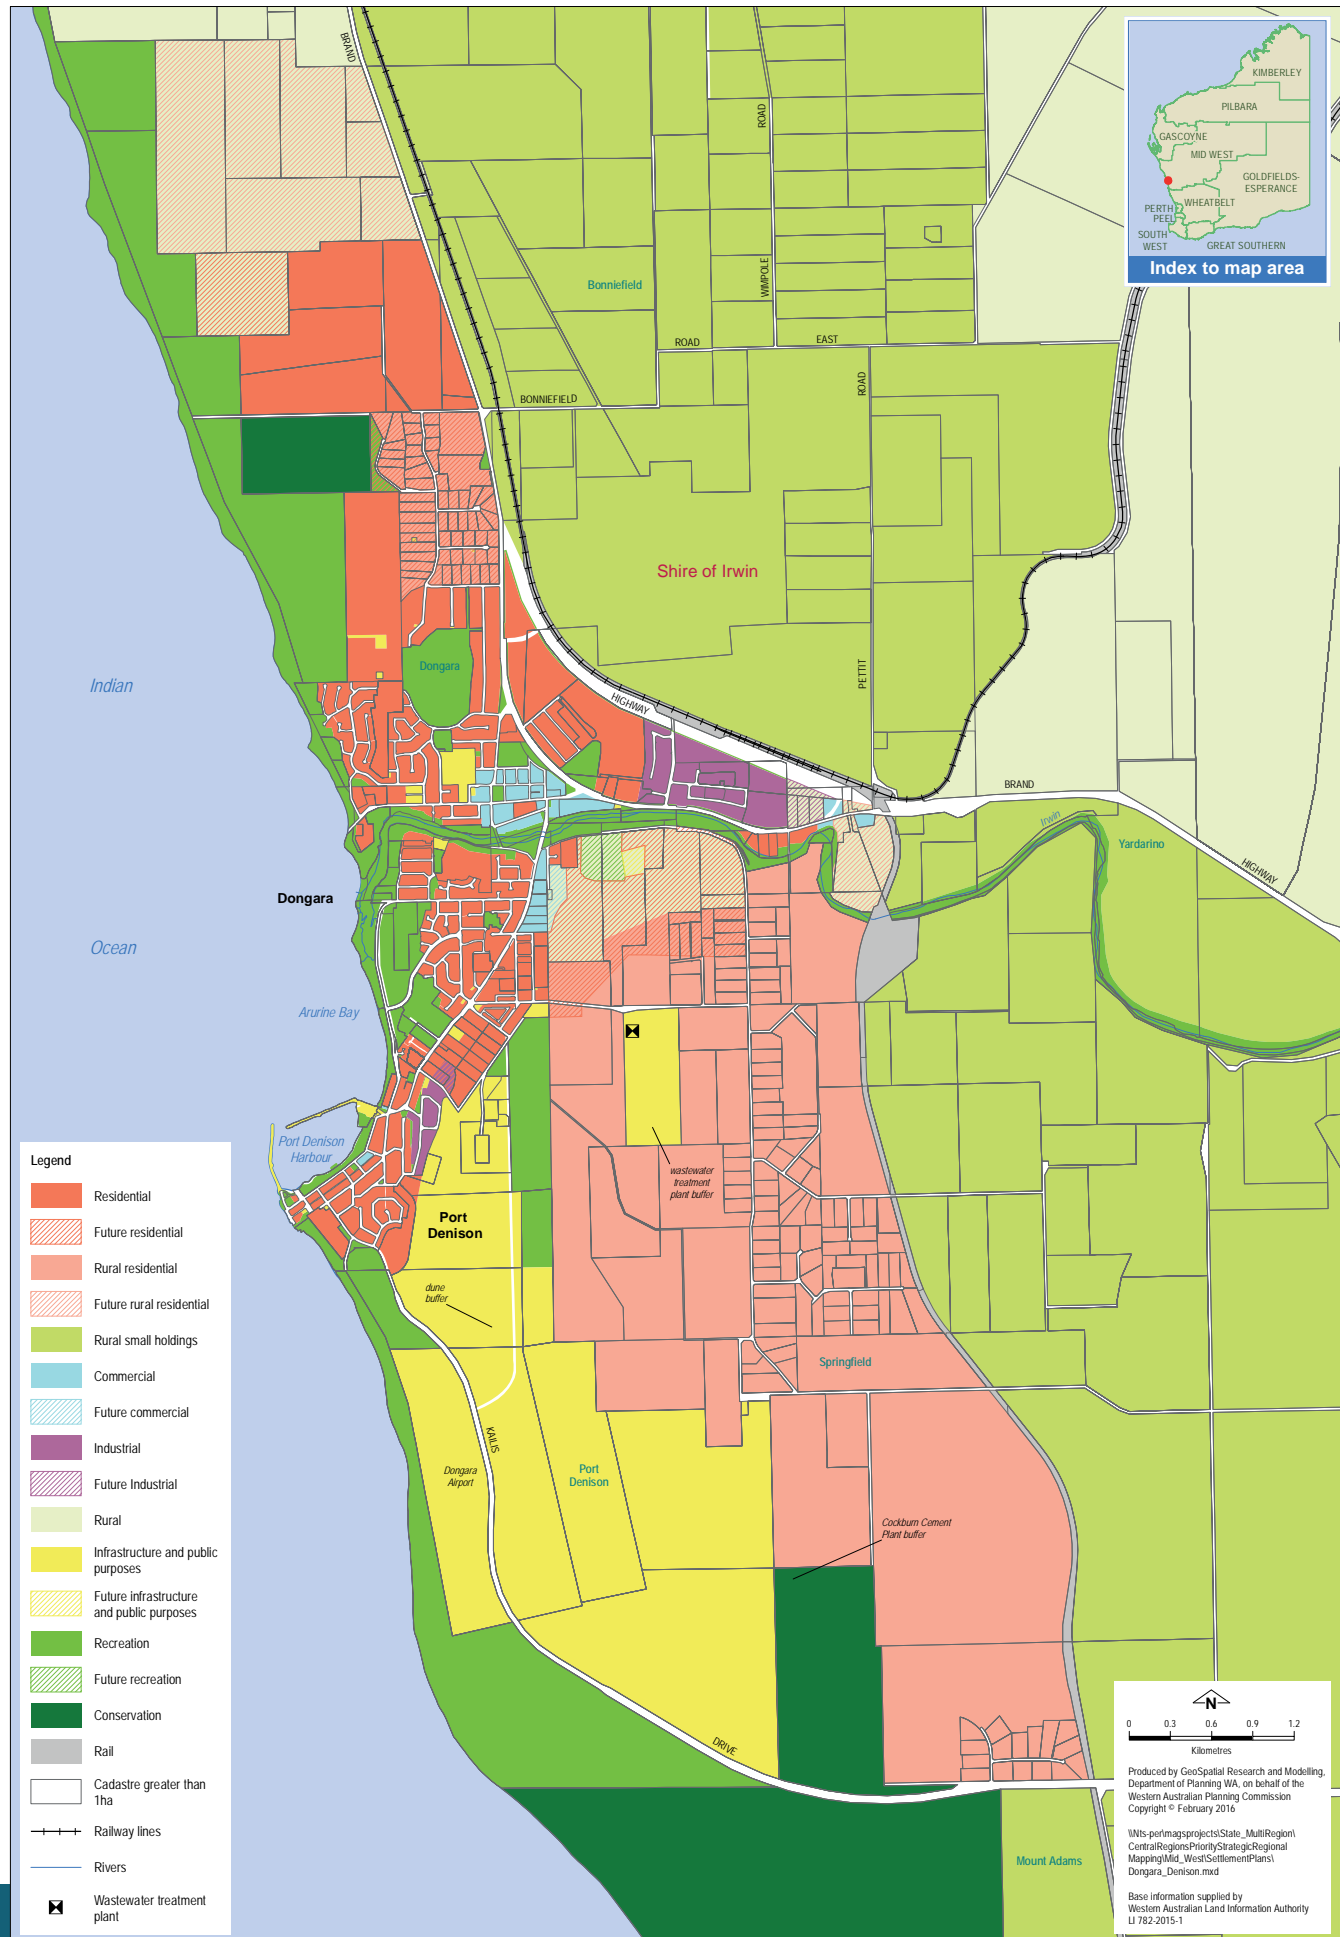 BRAND
ROAD
WIMPOLE
Bonniefield
ROAD
EAST
BONNIEFIELD
ROAD
Shire of Irwin
PETTIT
Dongara
HIGHWAY
BRAND
Irwin
Yardarino
HIGHWAY
Indian
Ocean
Dongara
Arurine Bay
Port Denison
Harbour
wastewater
treatment
plant buffer
Port
Denison
dune
buffer
Springfield
KAILIS
Dongara
Airport
Port
Denison
Cockburn Cement
Plant buffer
DRIVE
Mount Adams
KIMBERLEY
PILBARA
GASCOYNE
MID WEST
GOLDFIELDS-
ESPERANCE
WHEATBELT
PERTH
PEEL
SOUTH
WEST
GREAT SOUTHERN
Index to map area
Legend
Residential
Future residential
Rural residential
Future rural residential
Rural small holdings
Commercial
Future commercial
Industrial
Future Industrial
Rural
Infrastructure and public
purposes
Future infrastructure
and public purposes
Recreation
Future recreation
Conservation
Rail
Cadastre greater than
1ha
Railway lines
Rivers
Wastewater treatment
plant
N
0 0.3 0.6 0.9 1.2
Kilometres
Produced by GeoSpatial Research and Modelling,
Department of Planning WA, on behalf of the
Western Australian Planning Commission
Copyright © February 2016
\\Nts-per\magsprojects\State_MultiRegion\
CentralRegionsPriorityStrategicRegional
Mapping\Mid_West\SettlementPlans\
Dongara_Denison.mxd
Base information supplied by
Western Australian Land Information Authority
LI 782-2015-1